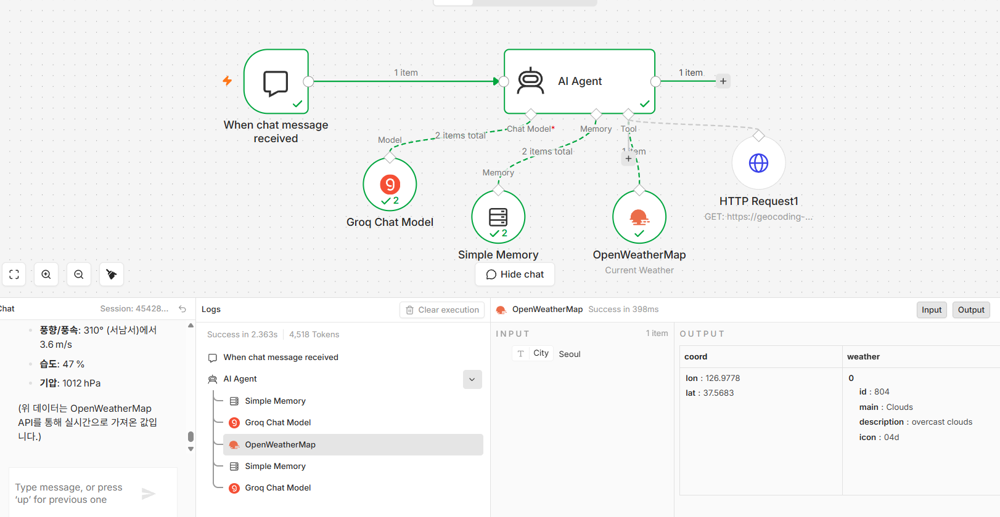 1 item
AI Agent
1 item
When chat message
received
Chat Model*
Memory
Tool
Model
2 items total
2 items total
1 item
Memory
2
Groq Chat Model
HTTP Request1
GET: https://geocoding-...
2
Simple Memory
OpenWeatherMap
Current Weather
Hide chat
Chat
Session: 45428...
풍향/풍속: 310° (서남서)에서
3.6 m/s
습도: 47 %
기압: 1012 hPa
(위 데이터는 OpenWeatherMap
API를 통해 실시간으로 가져온 값입
니다.)
Type message, or press
‘up’ for previous one
Logs
Clear execution
Success in 2.363s
4,518 Tokens
When chat message received
AI Agent
Simple Memory
Groq Chat Model
OpenWeatherMap
Simple Memory
Groq Chat Model
OpenWeatherMap
Success in 398ms
Input
Output
INPUT
1 item
T City
Seoul
OUTPUT
coord
weather
lon : 126.9778
lat : 37.5683
0
id : 804
main : Clouds
description : overcast clouds
icon : 04d